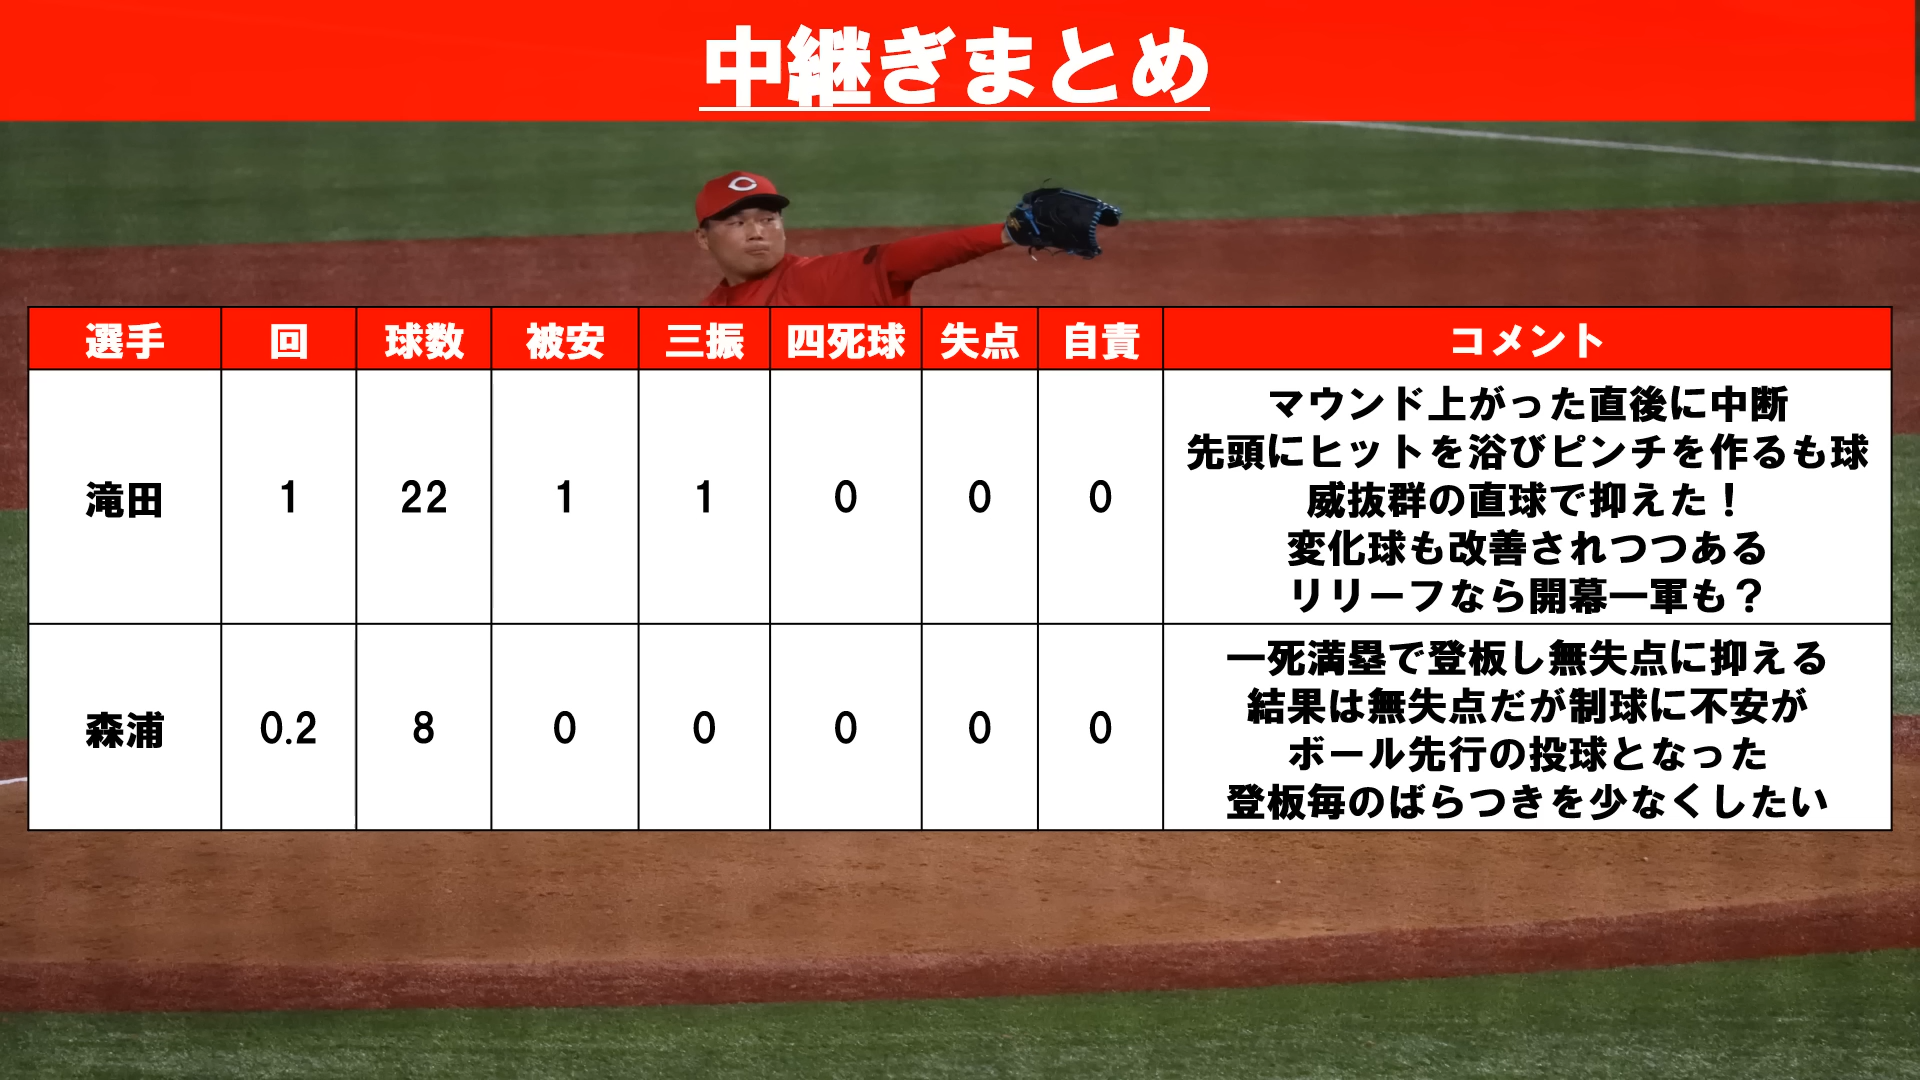 中継ぎまとめ
選手 回 球数 被安 三振 四死球 失点 自責 コメント
滝田 1 22 1 1 0 0 0
マウンド上がった直後に中断
先頭にヒットを浴びピンチを作るも球
威抜群の直球で抑えた！
変化球も改善されつつある
リリーフなら開幕一軍も？
森浦 0.2 8 0 0 0 0 0
一死満塁で登板し無失点に抑える
結果は無失点だが制球に不安が
ボール先行の投球となった
登板毎のばらつきを少なくしたい